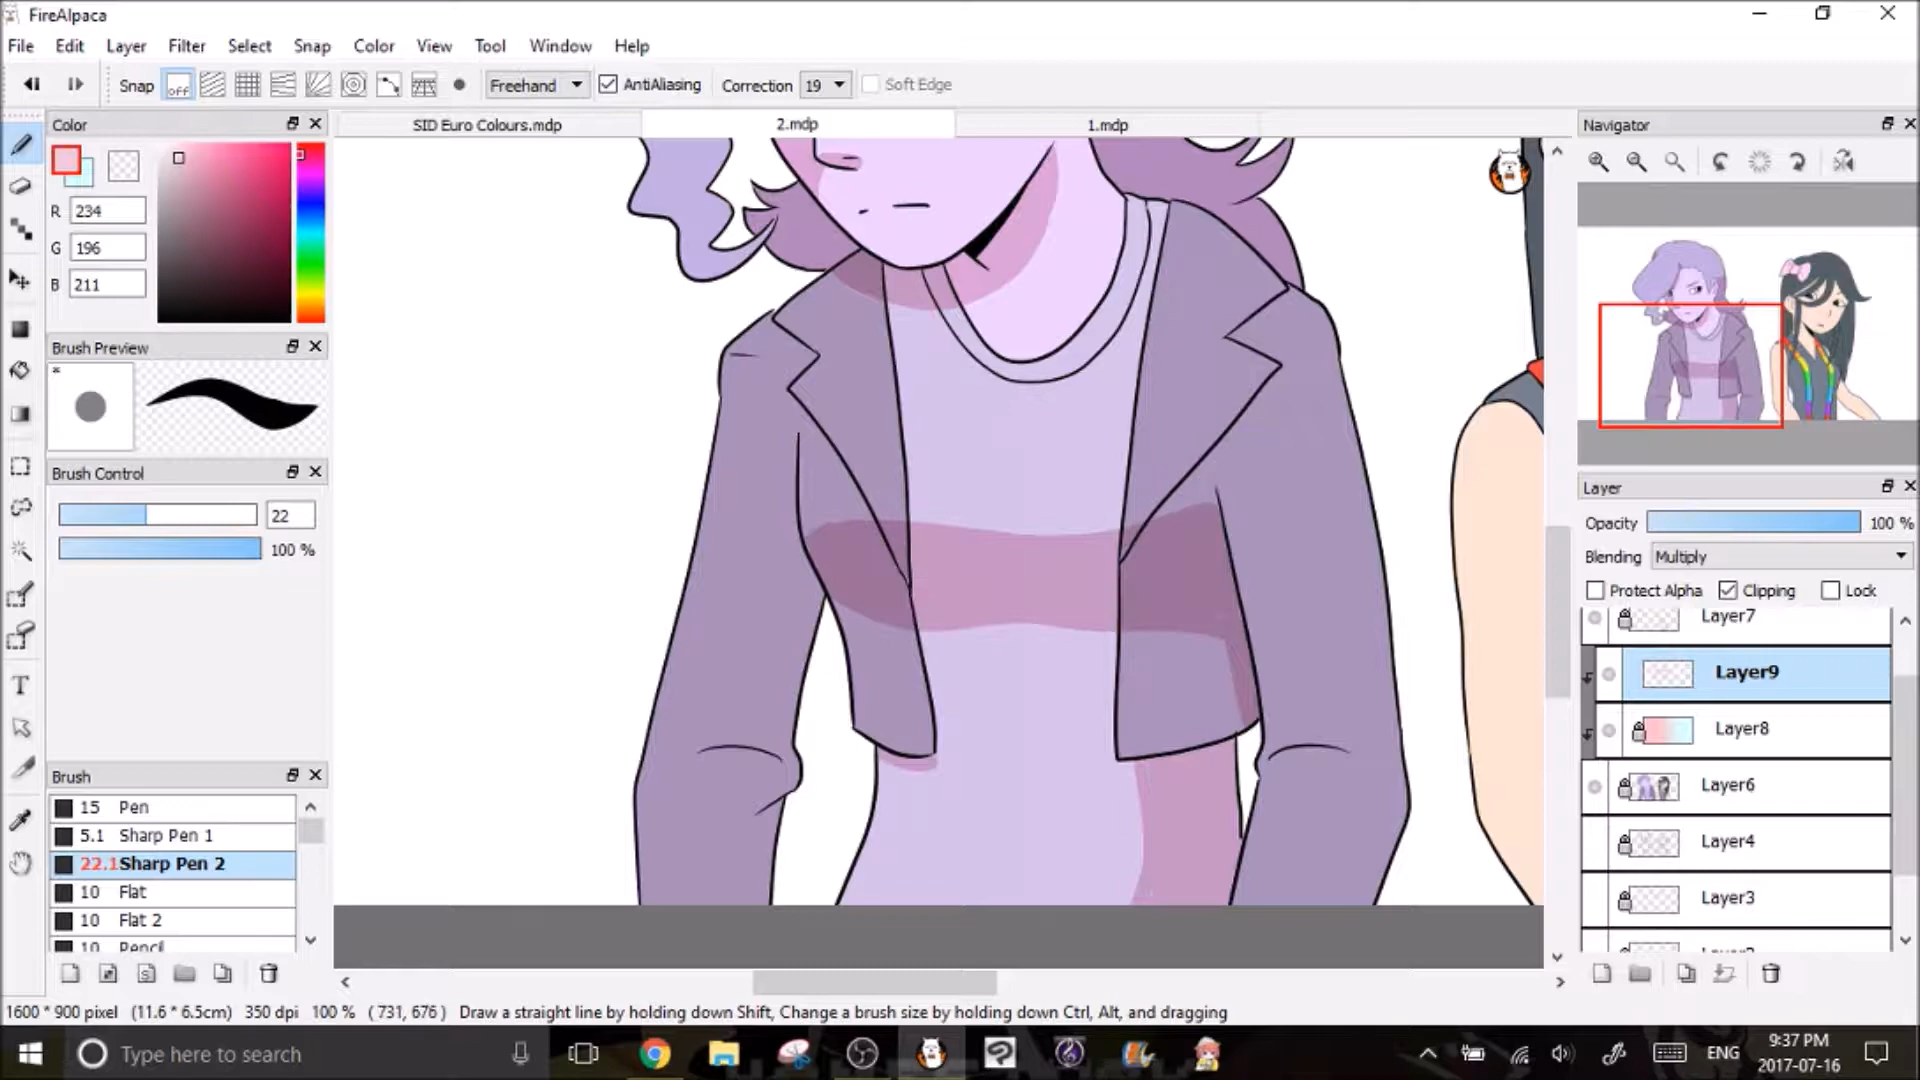 FireAlpaca
File Edit Layer Filter Select Snap Color View Tool Window Help
Snap off Freehand AntiAliasing Correction 19 Soft Edge
Color
R 234
G 196
B 211
Brush Preview
Brush Control
22
100 %
Brush
15 Pen
5.1 Sharp Pen 1
22.1 Sharp Pen 2
10 Flat
10 Flat 2
10 Pencil
SID Euro Colours.mdp 2.mdp 1.mdp
Navigator
Layer
Opacity 100 %
Blending Multiply
Protect Alpha Clipping Lock
Layer7
Layer9
Layer8
Layer6
Layer4
Layer3
1600 * 900 pixel (11.6 * 6.5cm) 350 dpi 100 % ( 731, 676 ) Draw a straight line by holding down Shift, Change a brush size by holding down Ctrl, Alt, and dragging
Type here to search
ENG
9:37 PM
2017-07-16